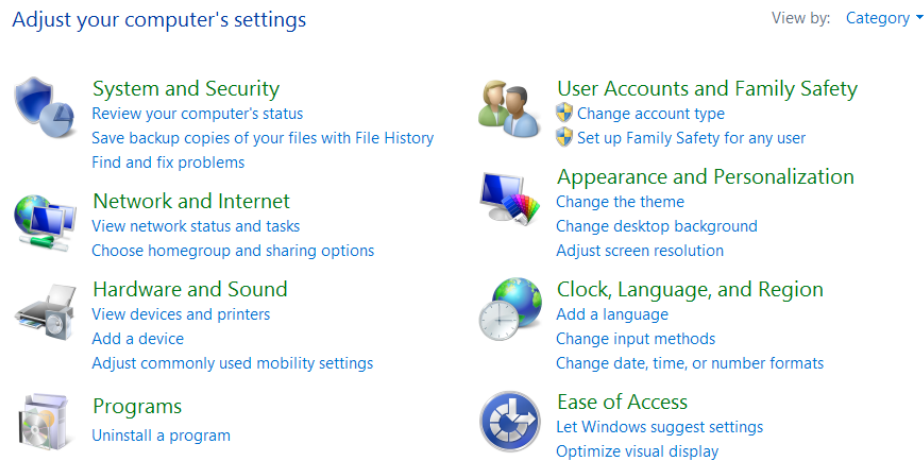 Adjust your computer's settings
View by: Category
System and Security
Review your computer's status
Save backup copies of your files with File History
Find and fix problems
Network and Internet
View network status and tasks
Choose homegroup and sharing options
Hardware and Sound
View devices and printers
Add a device
Adjust commonly used mobility settings
Programs
Uninstall a program
User Accounts and Family Safety
Change account type
Set up Family Safety for any user
Appearance and Personalization
Change the theme
Change desktop background
Adjust screen resolution
Clock, Language, and Region
Add a language
Change input methods
Change date, time, or number formats
Ease of Access
Let Windows suggest settings
Optimize visual display